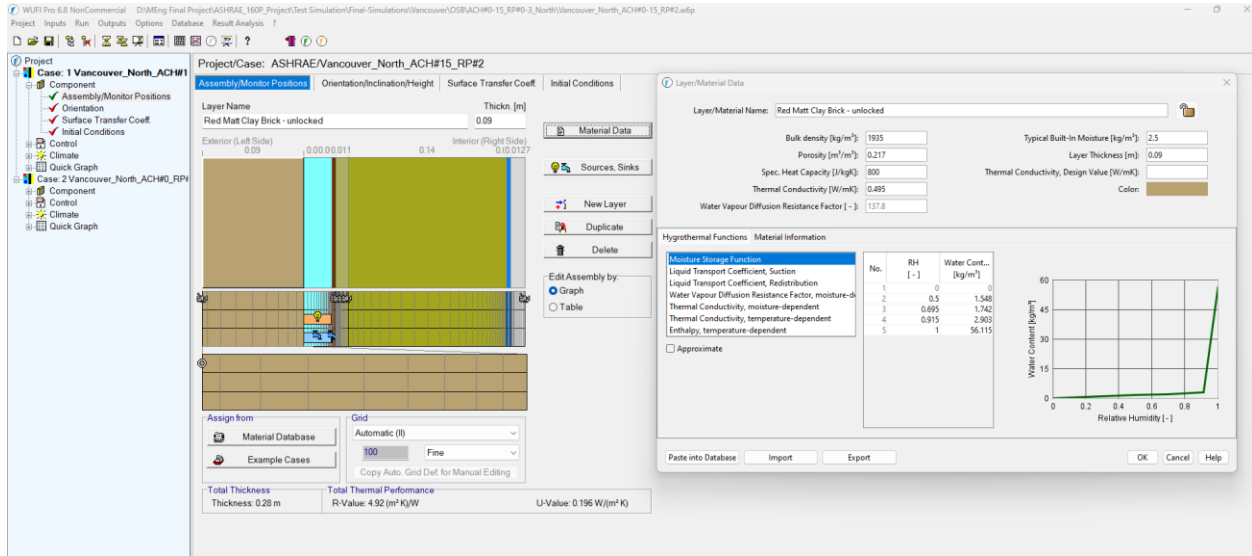 WUFI Pro 6.8 NonCommercial D:\MEng Final Project\ASHRAE_160P_Project\Test Simulation\Final-Simulations\Vancouver\OSB\ACH#0-15_RP#0-3_North\Vancouver_North_ACH#0-15_RP#2.w6p
Project Inputs Run Outputs Options Database Result Analysis ?
Project
Case: 1 Vancouver_North_ACH#1
Component
Assembly/Monitor Positions
Orientation
Surface Transfer Coeff.
Initial Conditions
Control
Climate
Quick Graph
Case: 2 Vancouver_North_ACH#0_RP#
Component
Control
Climate
Quick Graph
Project/Case: ASHRAE/Vancouver_North_ACH#15_RP#2
Assembly/Monitor Positions Orientation/Inclination/Height Surface Transfer Coeff. Initial Conditions
Layer Name Thickn. [m]
Red Matt Clay Brick - unlocked 0.09
Exterior (Left Side) Interior (Right Side)
0.09 0.14
Material Data
Sources, Sinks
New Layer
Duplicate
Delete
Edit Assembly by:
Graph
Table
Assign from
Material Database
Example Cases
Grid
Automatic (II)
100 Fine
Copy Auto. Grid Def. for Manual Editing
Total Thickness
Thickness: 0.28 m
Total Thermal Performance
R-Value: 4.92 (m² K)/W U-Value: 0.196 W/(m² K)
Layer/Material Data
Layer/Material Name: Red Matt Clay Brick - unlocked
Bulk density [kg/m³]: 1935 Typical Built-In Moisture [kg/m³]: 2.5
Porosity [m³/m³]: 0.217 Layer Thickness [m]: 0.09
Spec. Heat Capacity [J/kgK]: 800 Thermal Conductivity, Design Value [W/mK]:
Thermal Conductivity [W/mK]: 0.495 Color:
Water Vapour Diffusion Resistance Factor [ - ]: 137.8
Hygrothermal Functions Material Information
Moisture Storage Function
Liquid Transport Coefficient, Suction
Liquid Transport Coefficient, Redistribution
Water Vapour Diffusion Resistance Factor, moisture-d
Thermal Conductivity, moisture-dependent
Thermal Conductivity, temperature-dependent
Enthalpy, temperature-dependent
Approximate
No. RH [ - ] Water Cont... [kg/m³]
1 0 0
2 0.5 1.548
3 0.695 1.742
4 0.915 2.903
5 1 56.115
Water Content [kg/m³]
60
45
30
15
0
0 0.2 0.4 0.6 0.8 1
Relative Humidity [ - ]
Paste into Database Import Export OK Cancel Help